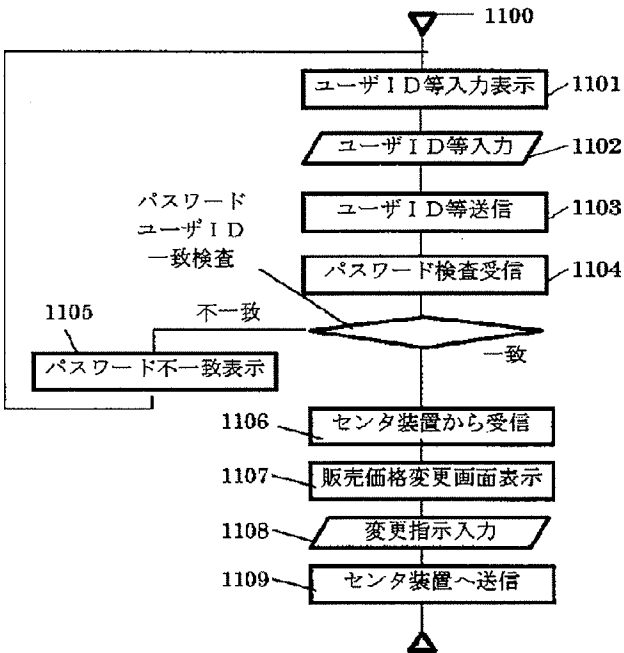 1100
ユーザID等入力表示
1101
ユーザID等入力
1102
パスワード
ユーザID
一致検査
ユーザID等送信
1103
パスワード検査受信
1104
1105
不一致
一致
パスワード不一致表示
1106
センタ装置から受信
1107
販売価格変更画面表示
1108
変更指示入力
1109
センタ装置へ送信